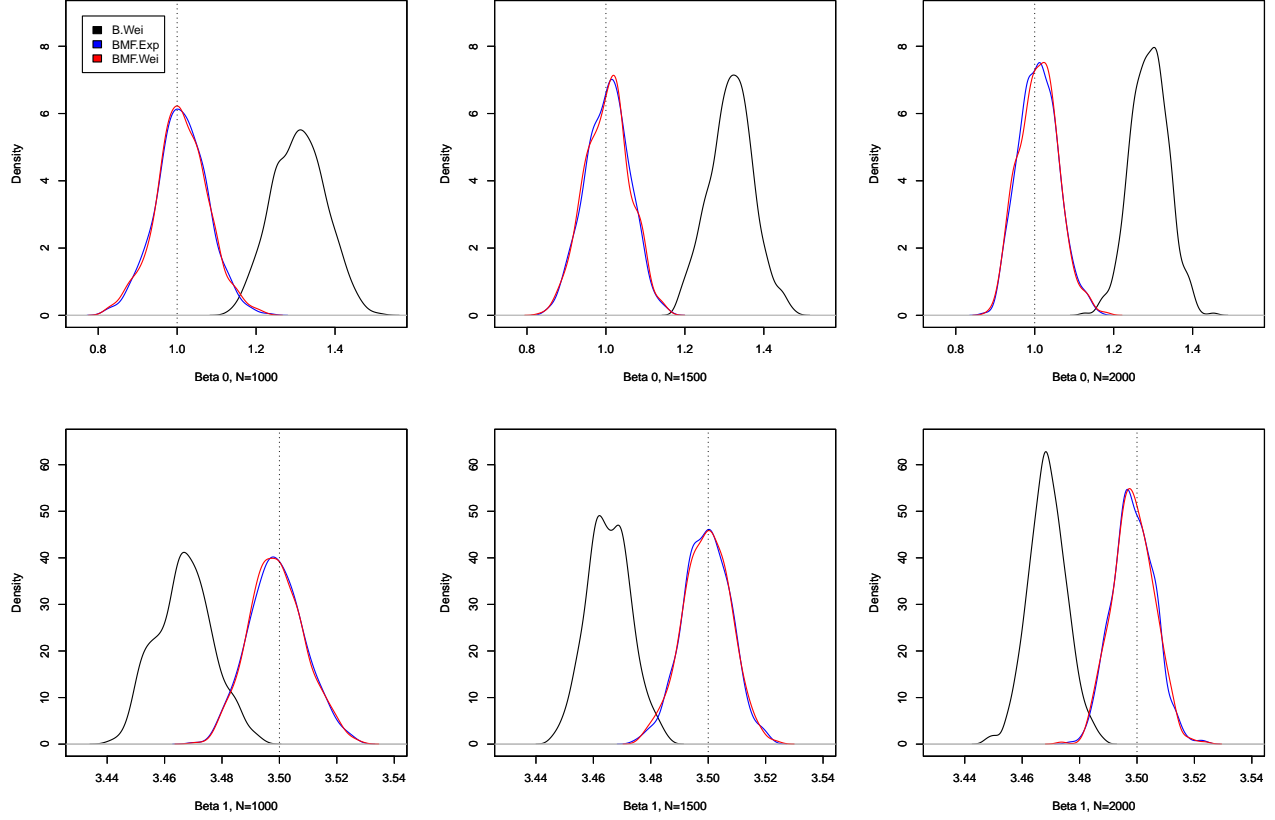 B.Wei
BMF.Exp
BMF.Wei
Density
0 2 4 6 8
0.8 1.0 1.2 1.4
Beta 0, N=1000
Density
0 2 4 6 8
0.8 1.0 1.2 1.4
Beta 0, N=1500
Density
0 2 4 6 8
0.8 1.0 1.2 1.4
Beta 0, N=2000
Density
0 10 20 30 40 50 60
3.44 3.46 3.48 3.50 3.52 3.54
Beta 1, N=1000
Density
0 10 20 30 40 50 60
3.44 3.46 3.48 3.50 3.52 3.54
Beta 1, N=1500
Density
0 10 20 30 40 50 60
3.44 3.46 3.48 3.50 3.52 3.54
Beta 1, N=2000